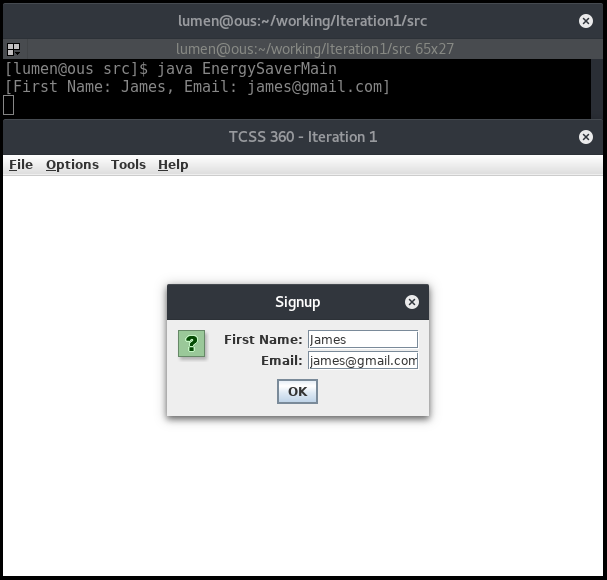 lumen@ous:~/working/Iteration1/src
lumen@ous:~/working/Iteration1/src 65x27
[lumen@ous src]$ java EnergySaverMain
[First Name: James, Email: james@gmail.com]
TCSS 360 - Iteration 1
File Options Tools Help
Signup
?
First Name: James
Email: james@gmail.com
OK